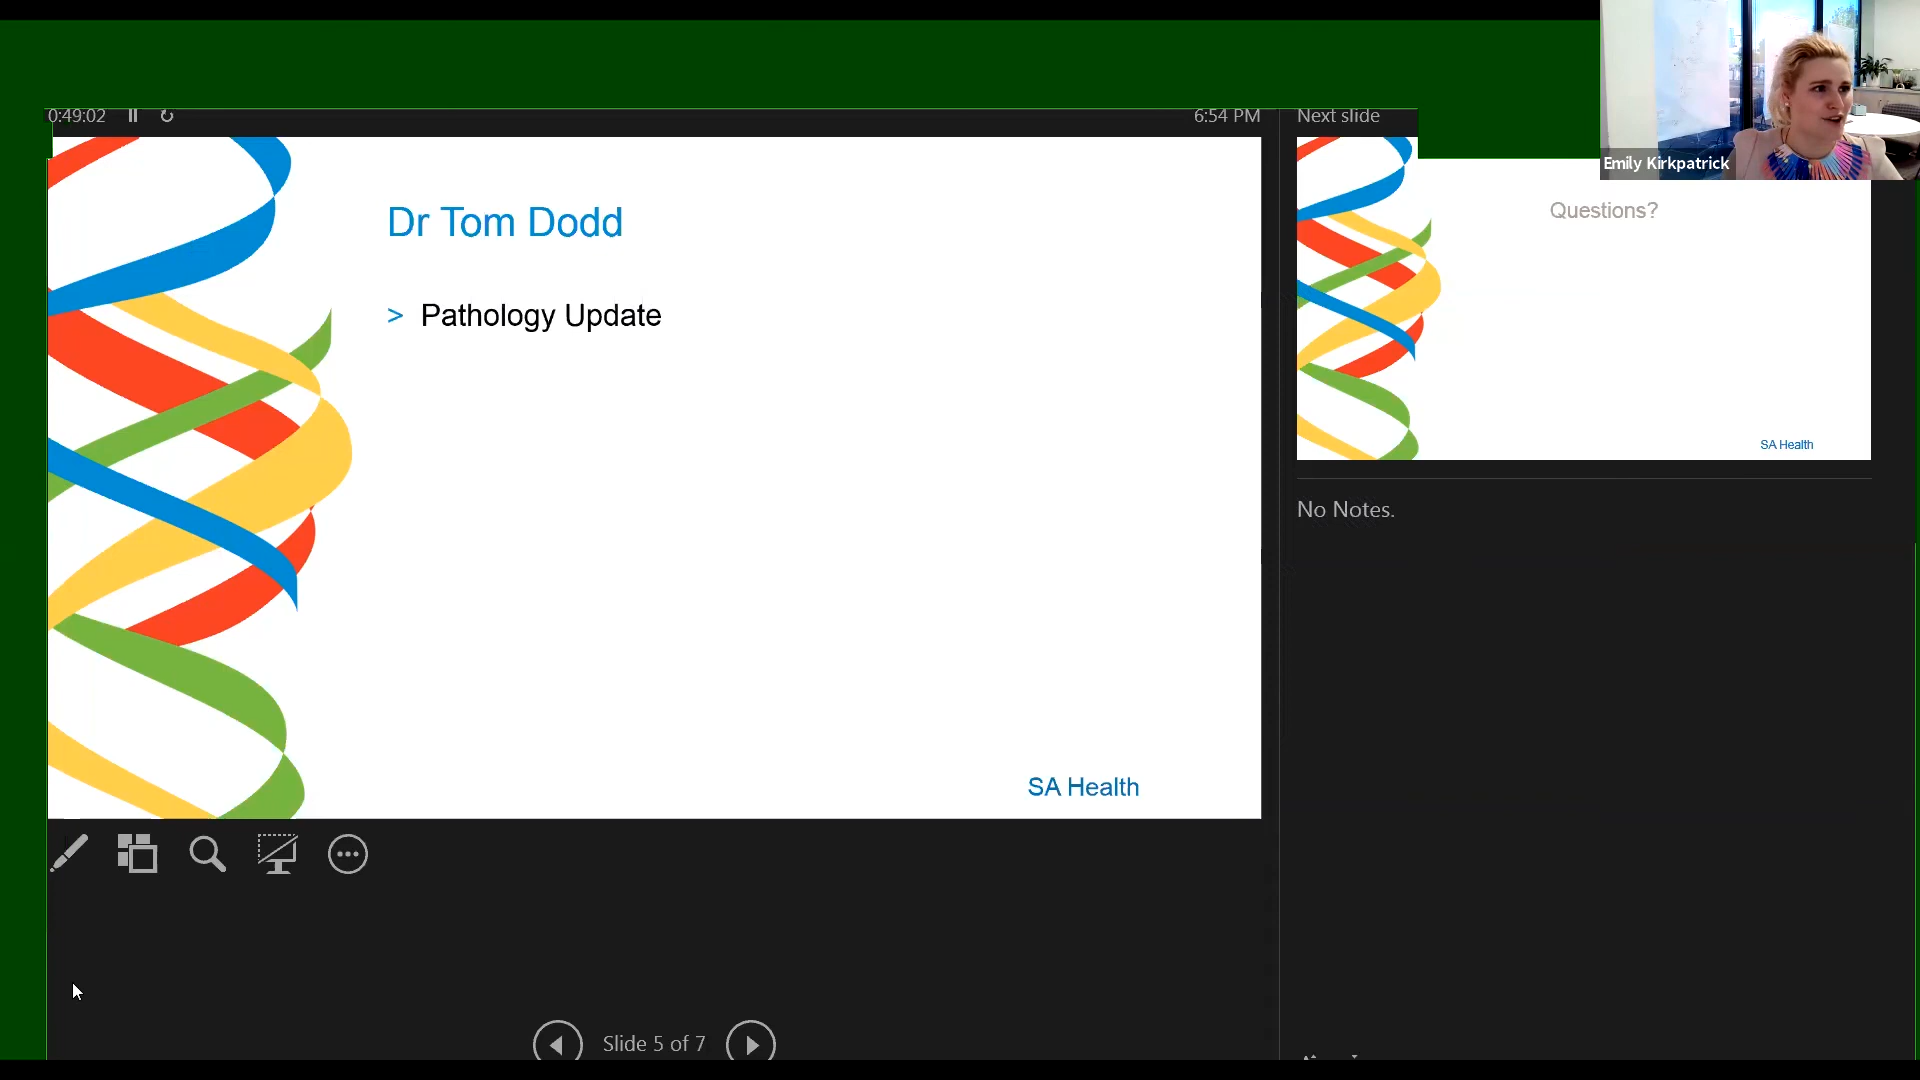 0:49:02
6:54 PM
Next slide
Emily Kirkpatrick
Dr Tom Dodd
> Pathology Update
SA Health
Questions?
SA Health
No Notes.
Slide 5 of 7